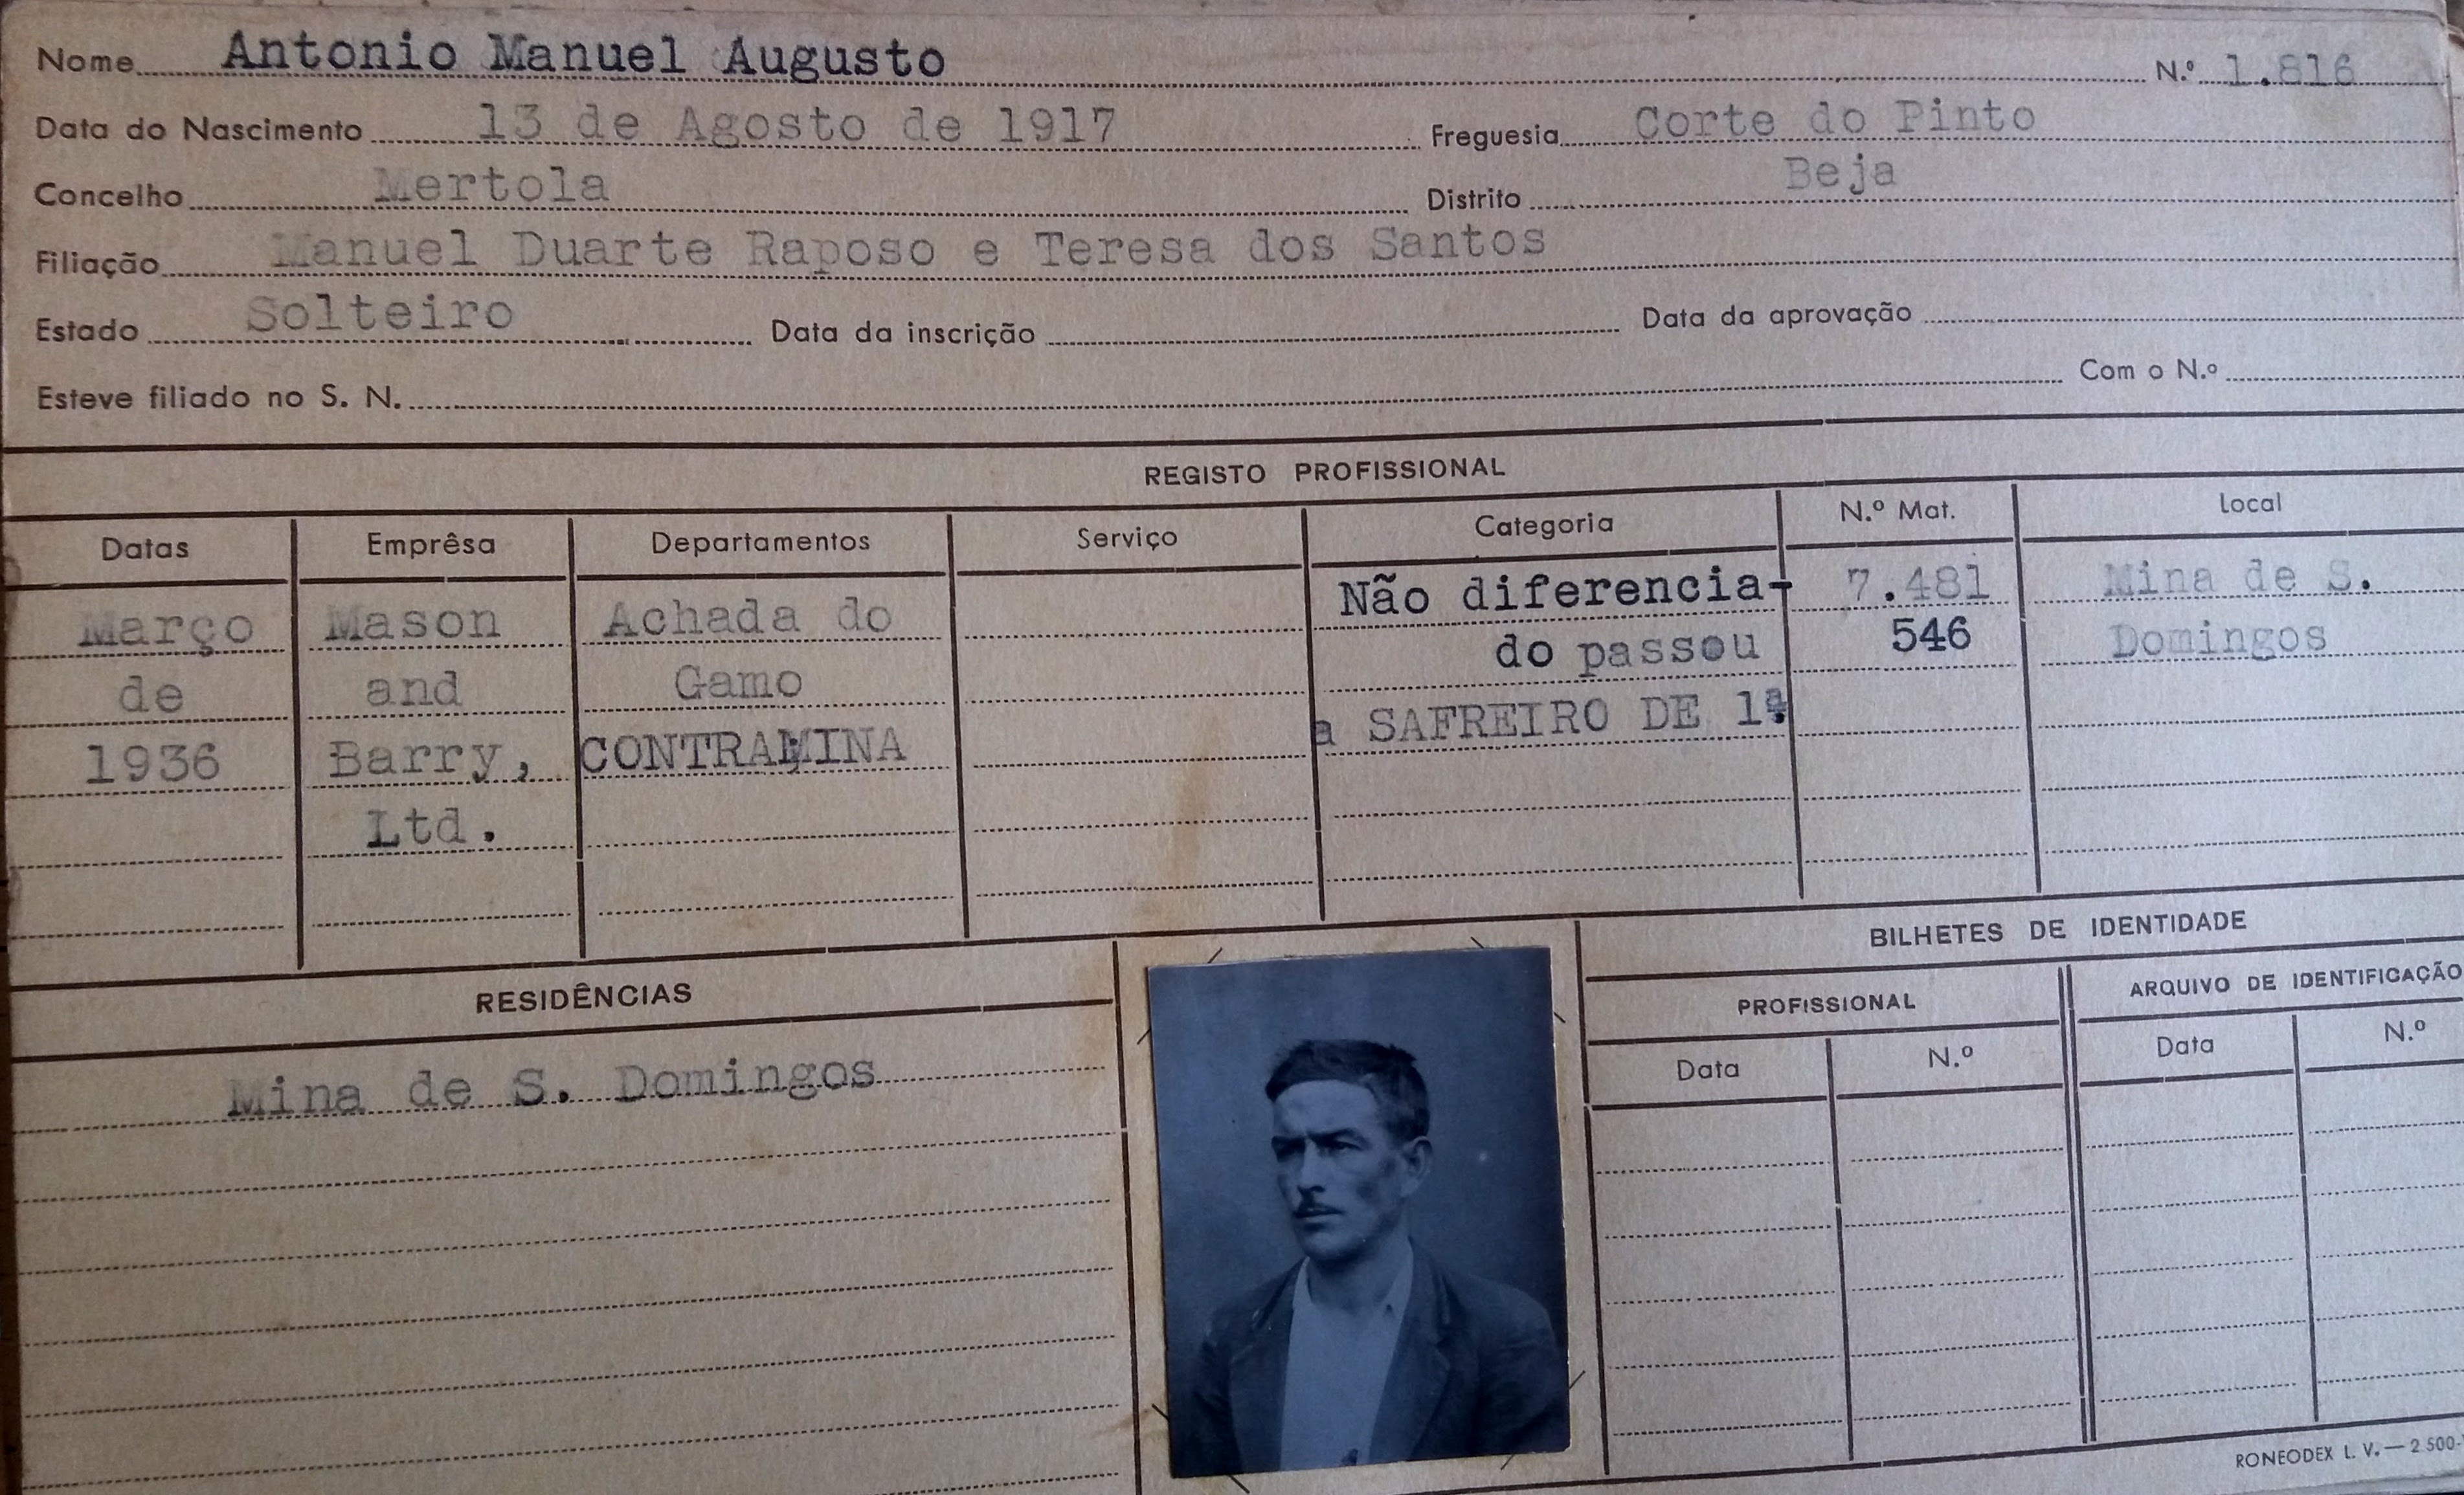 Nome Antonio Manuel Augusto N.º 1.816
Data do Nascimento 13 de Agosto de 1917 Freguesia Corte do Pinto
Concelho Mertola Distrito Beja
Filiação Manuel Duarte Raposo e Teresa dos Santos
Estado Solteiro Data da inscrição Data da aprovação
Esteve filiado no S. N. Com o N.º
REGISTO PROFISSIONAL
Datas Emprêsa Departamentos Serviço Categoria N.º Mat. Local
Março Mason Achada do Não diferencia- 7.481 Mina de S.
de and Gamo do passou 546 Domingos
1936 Barry, CONTRAMINA a SAFREIRO DE 1ª
Ltd.
RESIDÊNCIAS
Mina de S. Domingos
BILHETES DE IDENTIDADE
PROFISSIONAL ARQUIVO DE IDENTIFICAÇÃO
Data N.º Data N.º
RONEODEX L. V. — 2 500-